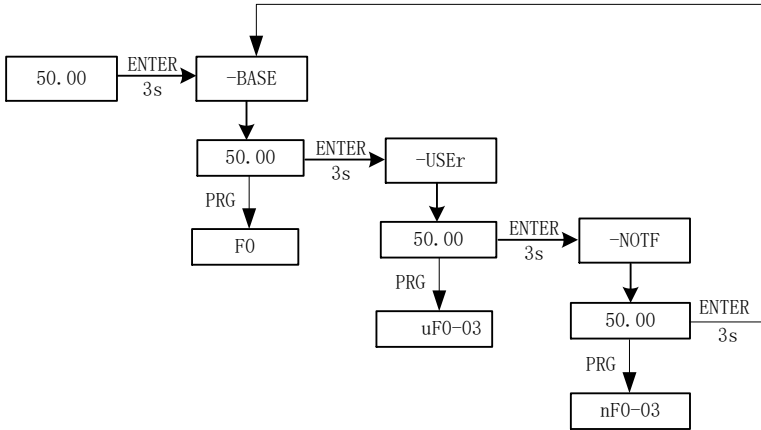 50.00
ENTER
3s
-BASE
50.00
ENTER
3s
-USEr
PRG
F0
50.00
ENTER
3s
-NOTF
PRG
uF0-03
50.00
ENTER
3s
PRG
nF0-03